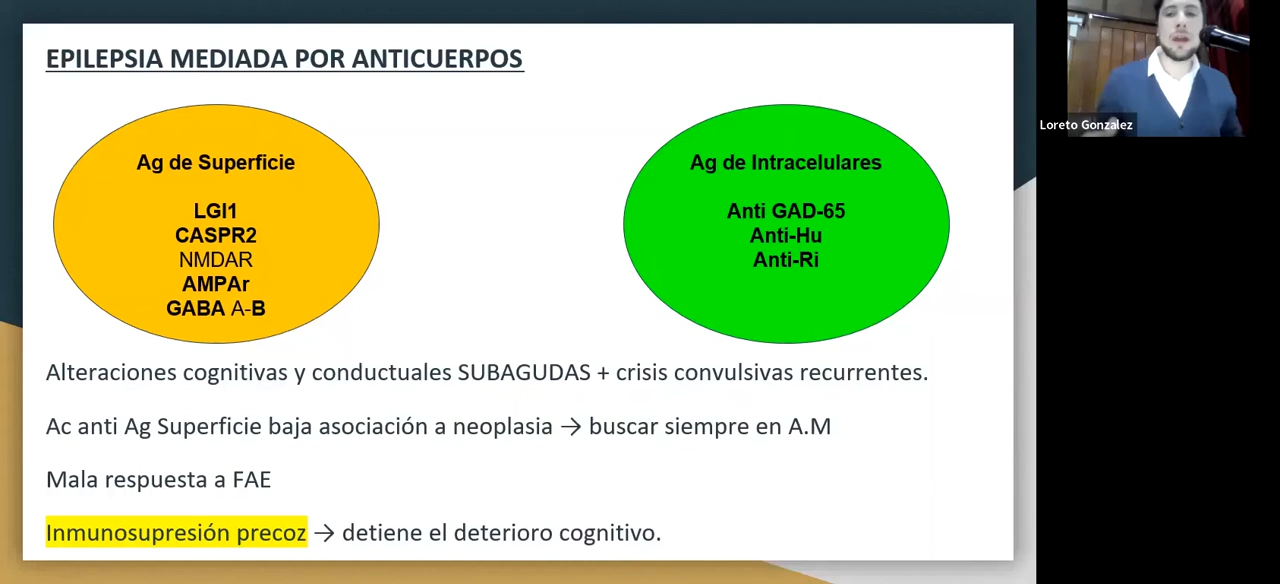 EPILEPSIA MEDIADA POR ANTICUERPOS
Ag de Superficie
LGI1
CASPR2
NMDAR
AMPAr
GABA A-B
Ag de Intracelulares
Anti GAD-65
Anti-Hu
Anti-Ri
Alteraciones cognitivas y conductuales SUBAGUDAS + crisis convulsivas recurrentes.
Ac anti Ag Superficie baja asociación a neoplasia → buscar siempre en A.M
Mala respuesta a FAE
Inmunosupresión precoz → detiene el deterioro cognitivo.
Loreto Gonzalez